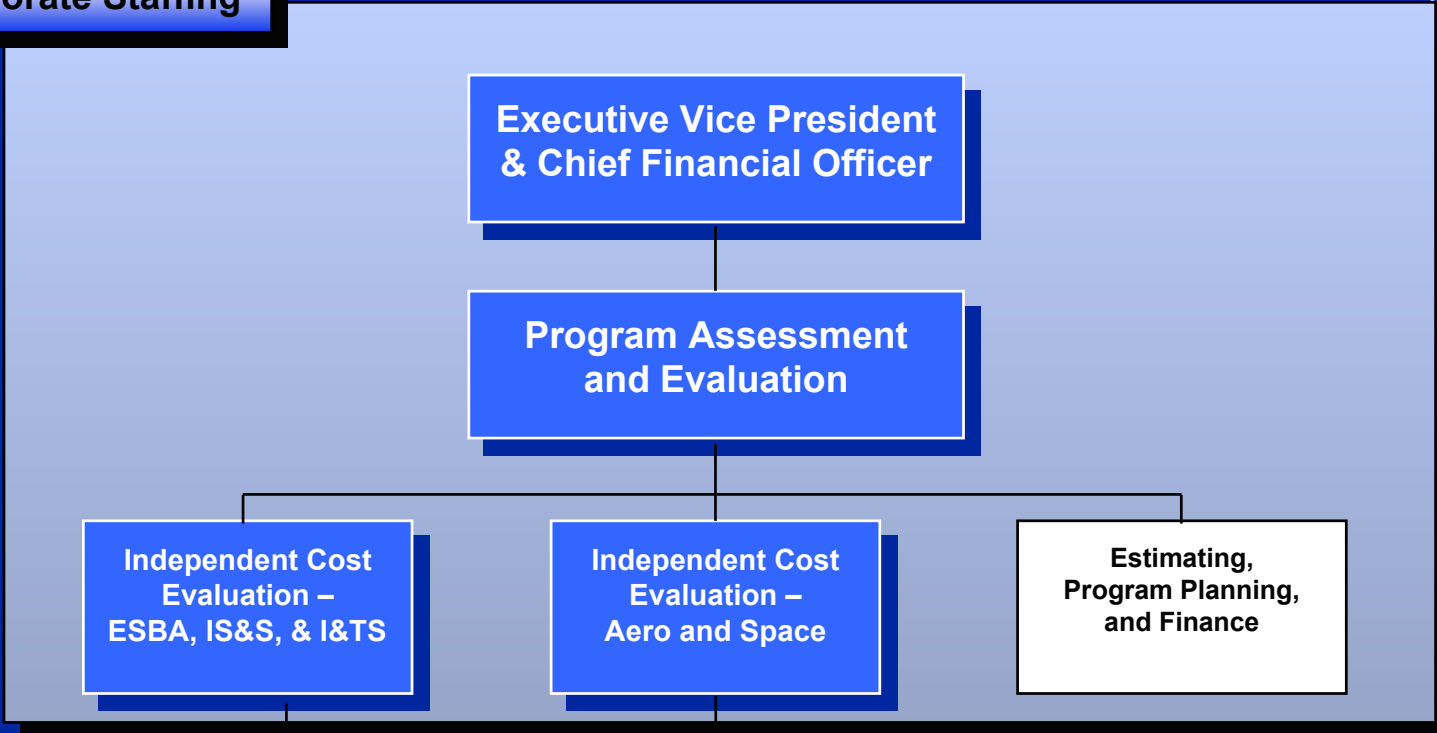 Staffing
Executive Vice President
& Chief Financial Officer
Program Assessment
and Evaluation
Independent Cost
Evaluation –
ESBA, IS&S, & I&TS
Independent Cost
Evaluation –
Aero and Space
Estimating,
Program Planning,
and Finance